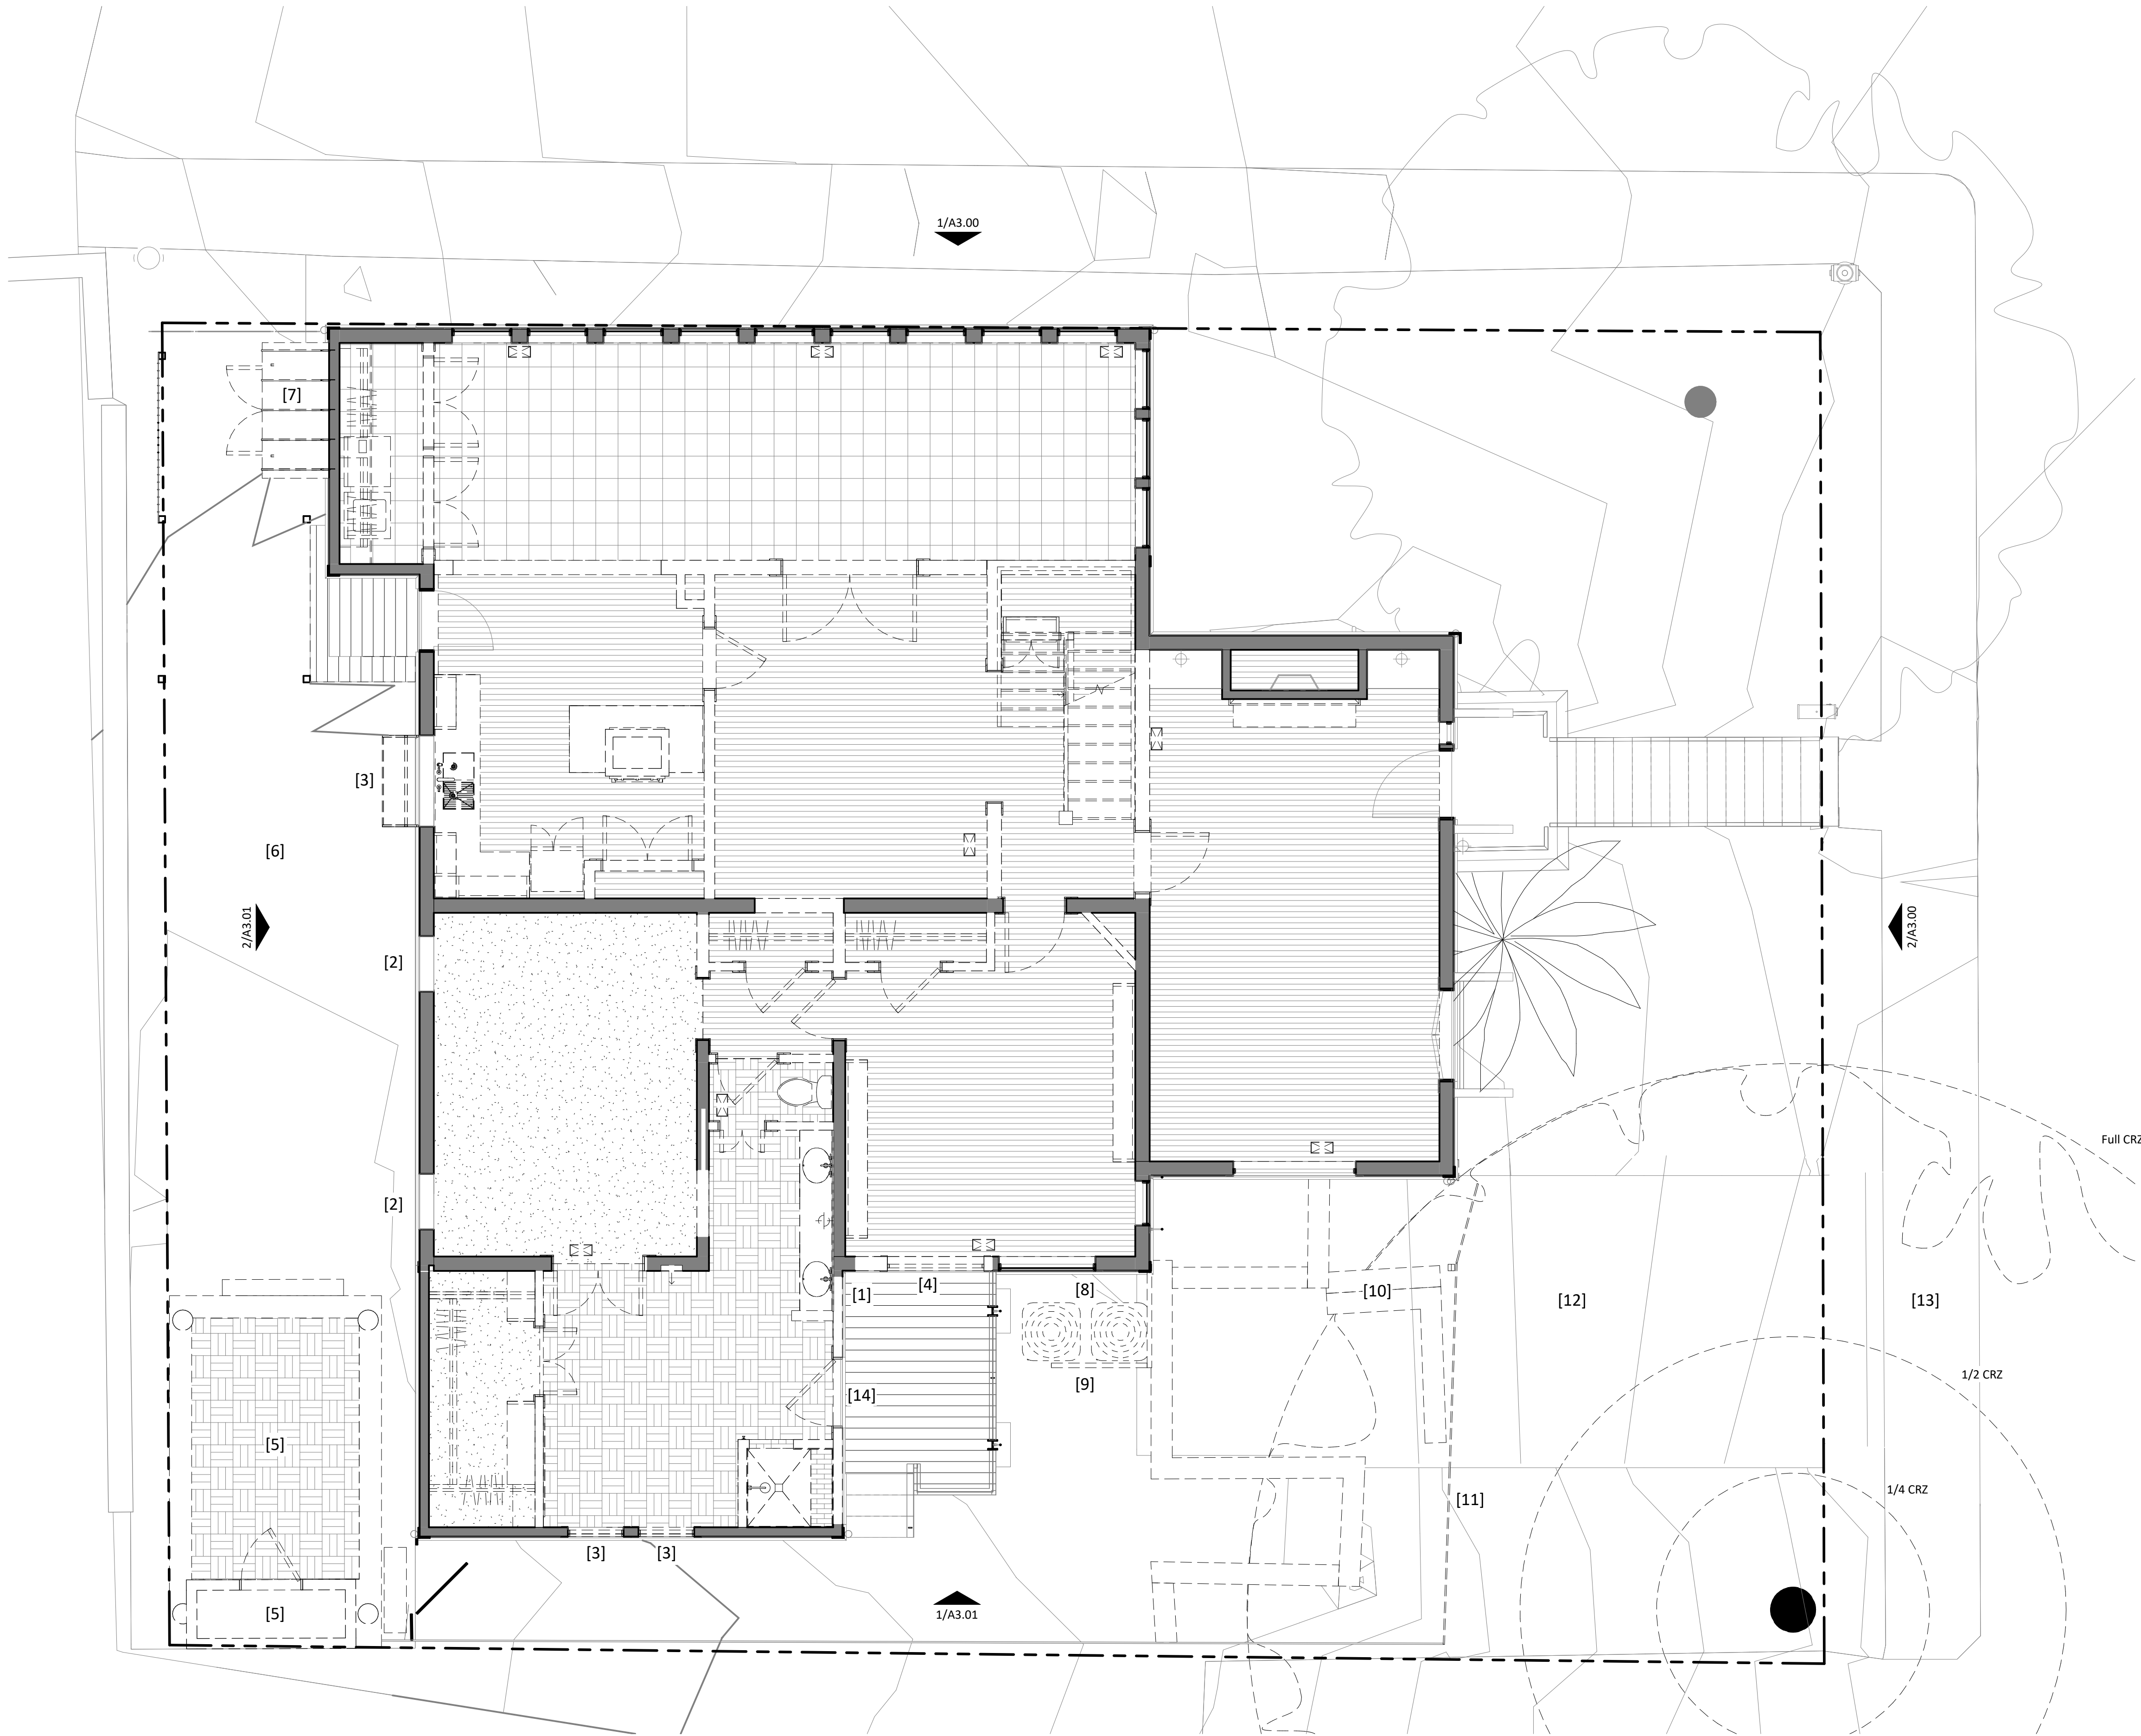 1/A3.00
[7]
[3]
[6]
2/A3.01
2/A3.00
[2]
Full CRZ
[2]
[4]
[8]
[1]
[10]
[12]
[13]
1/2 CRZ
[9]
[14]
[5]
1/4 CRZ
[11]
[3]
[3]
[5]
1/A3.01